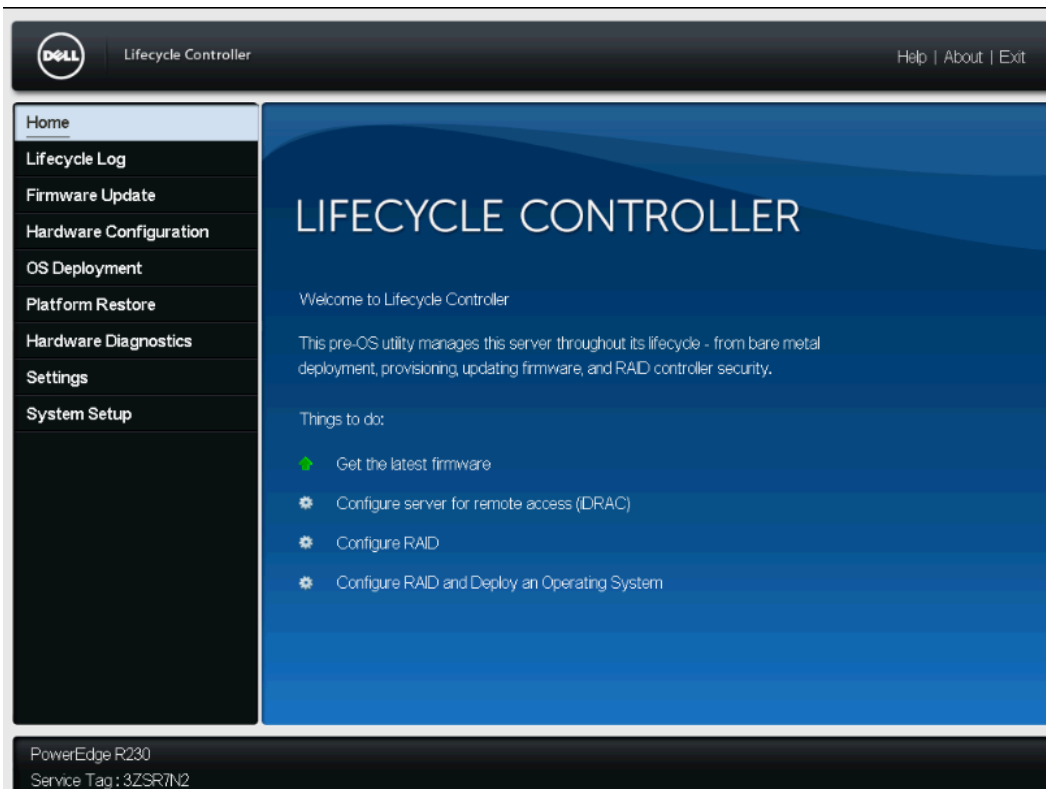 DELL
Lifecycle Controller
Help | About | Exit
Home
Lifecycle Log
Firmware Update
Hardware Configuration
OS Deployment
Platform Restore
Hardware Diagnostics
Settings
System Setup
LIFECYCLE CONTROLLER
Welcome to Lifecycle Controller
This pre-OS utility manages this server throughout its lifecycle - from bare metal
deployment, provisioning, updating firmware, and RAID controller security.
Things to do:
Get the latest firmware
Configure server for remote access (iDRAC)
Configure RAID
Configure RAID and Deploy an Operating System
PowerEdge R230
Service Tag : 3ZSR7N2